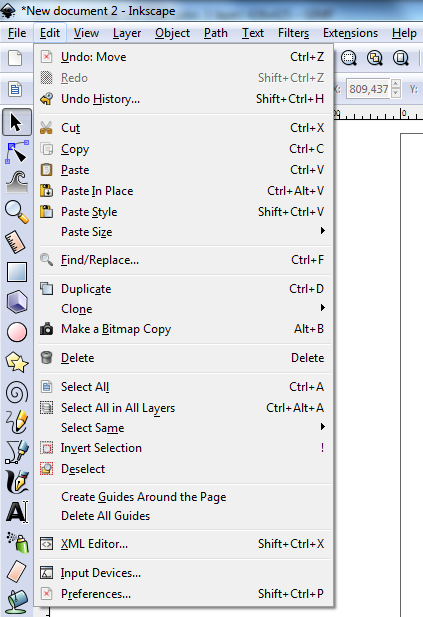 *New document 2 - Inkscape
File Edit View Layer Object Path Text Filters Extensions Help
X: 809,437 Y:
Undo: Move Ctrl+Z
Redo Shift+Ctrl+Z
Undo History... Shift+Ctrl+H
Cut Ctrl+X
Copy Ctrl+C
Paste Ctrl+V
Paste In Place Ctrl+Alt+V
Paste Style Shift+Ctrl+V
Paste Size
Find/Replace... Ctrl+F
Duplicate Ctrl+D
Clone
Make a Bitmap Copy Alt+B
Delete Delete
Select All Ctrl+A
Select All in All Layers Ctrl+Alt+A
Select Same
Invert Selection !
Deselect
Create Guides Around the Page
Delete All Guides
XML Editor... Shift+Ctrl+X
Input Devices...
Preferences... Shift+Ctrl+P